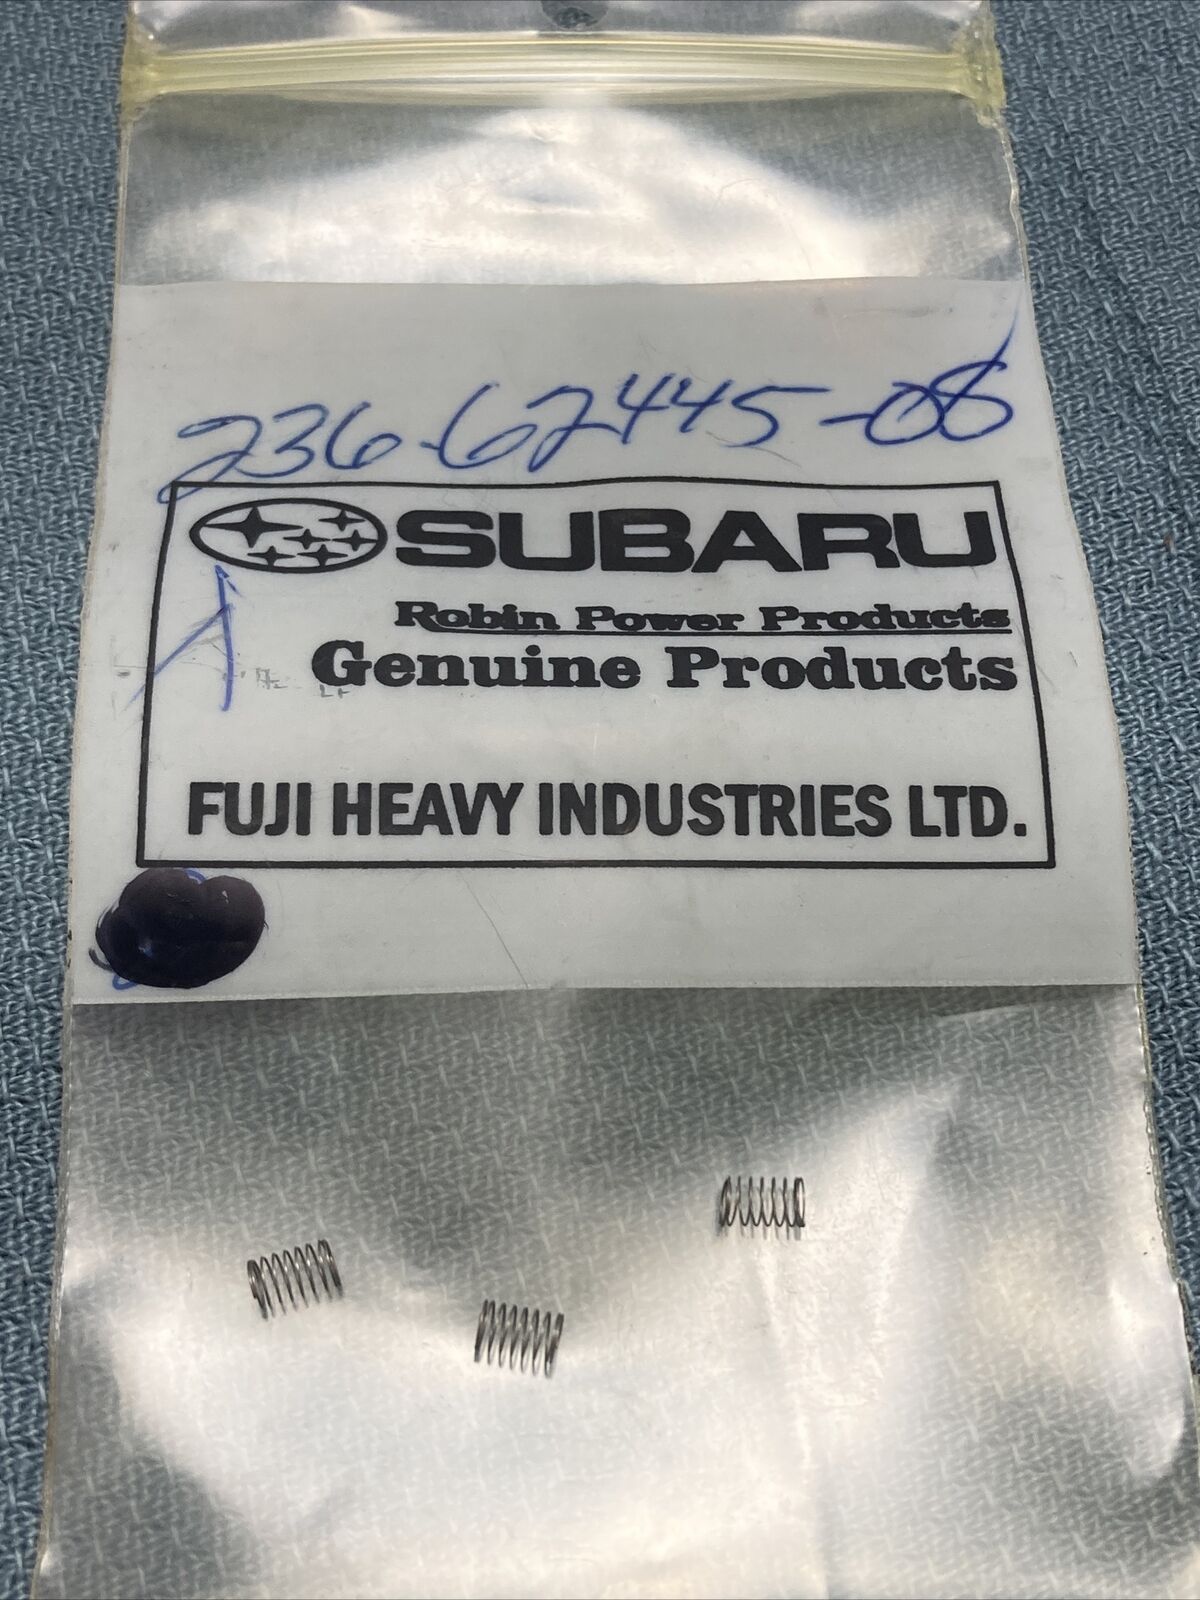 236-62445-08
SUBARU
A
Robin Power Products
Genuine Products
FUJI HEAVY INDUSTRIES LTD.